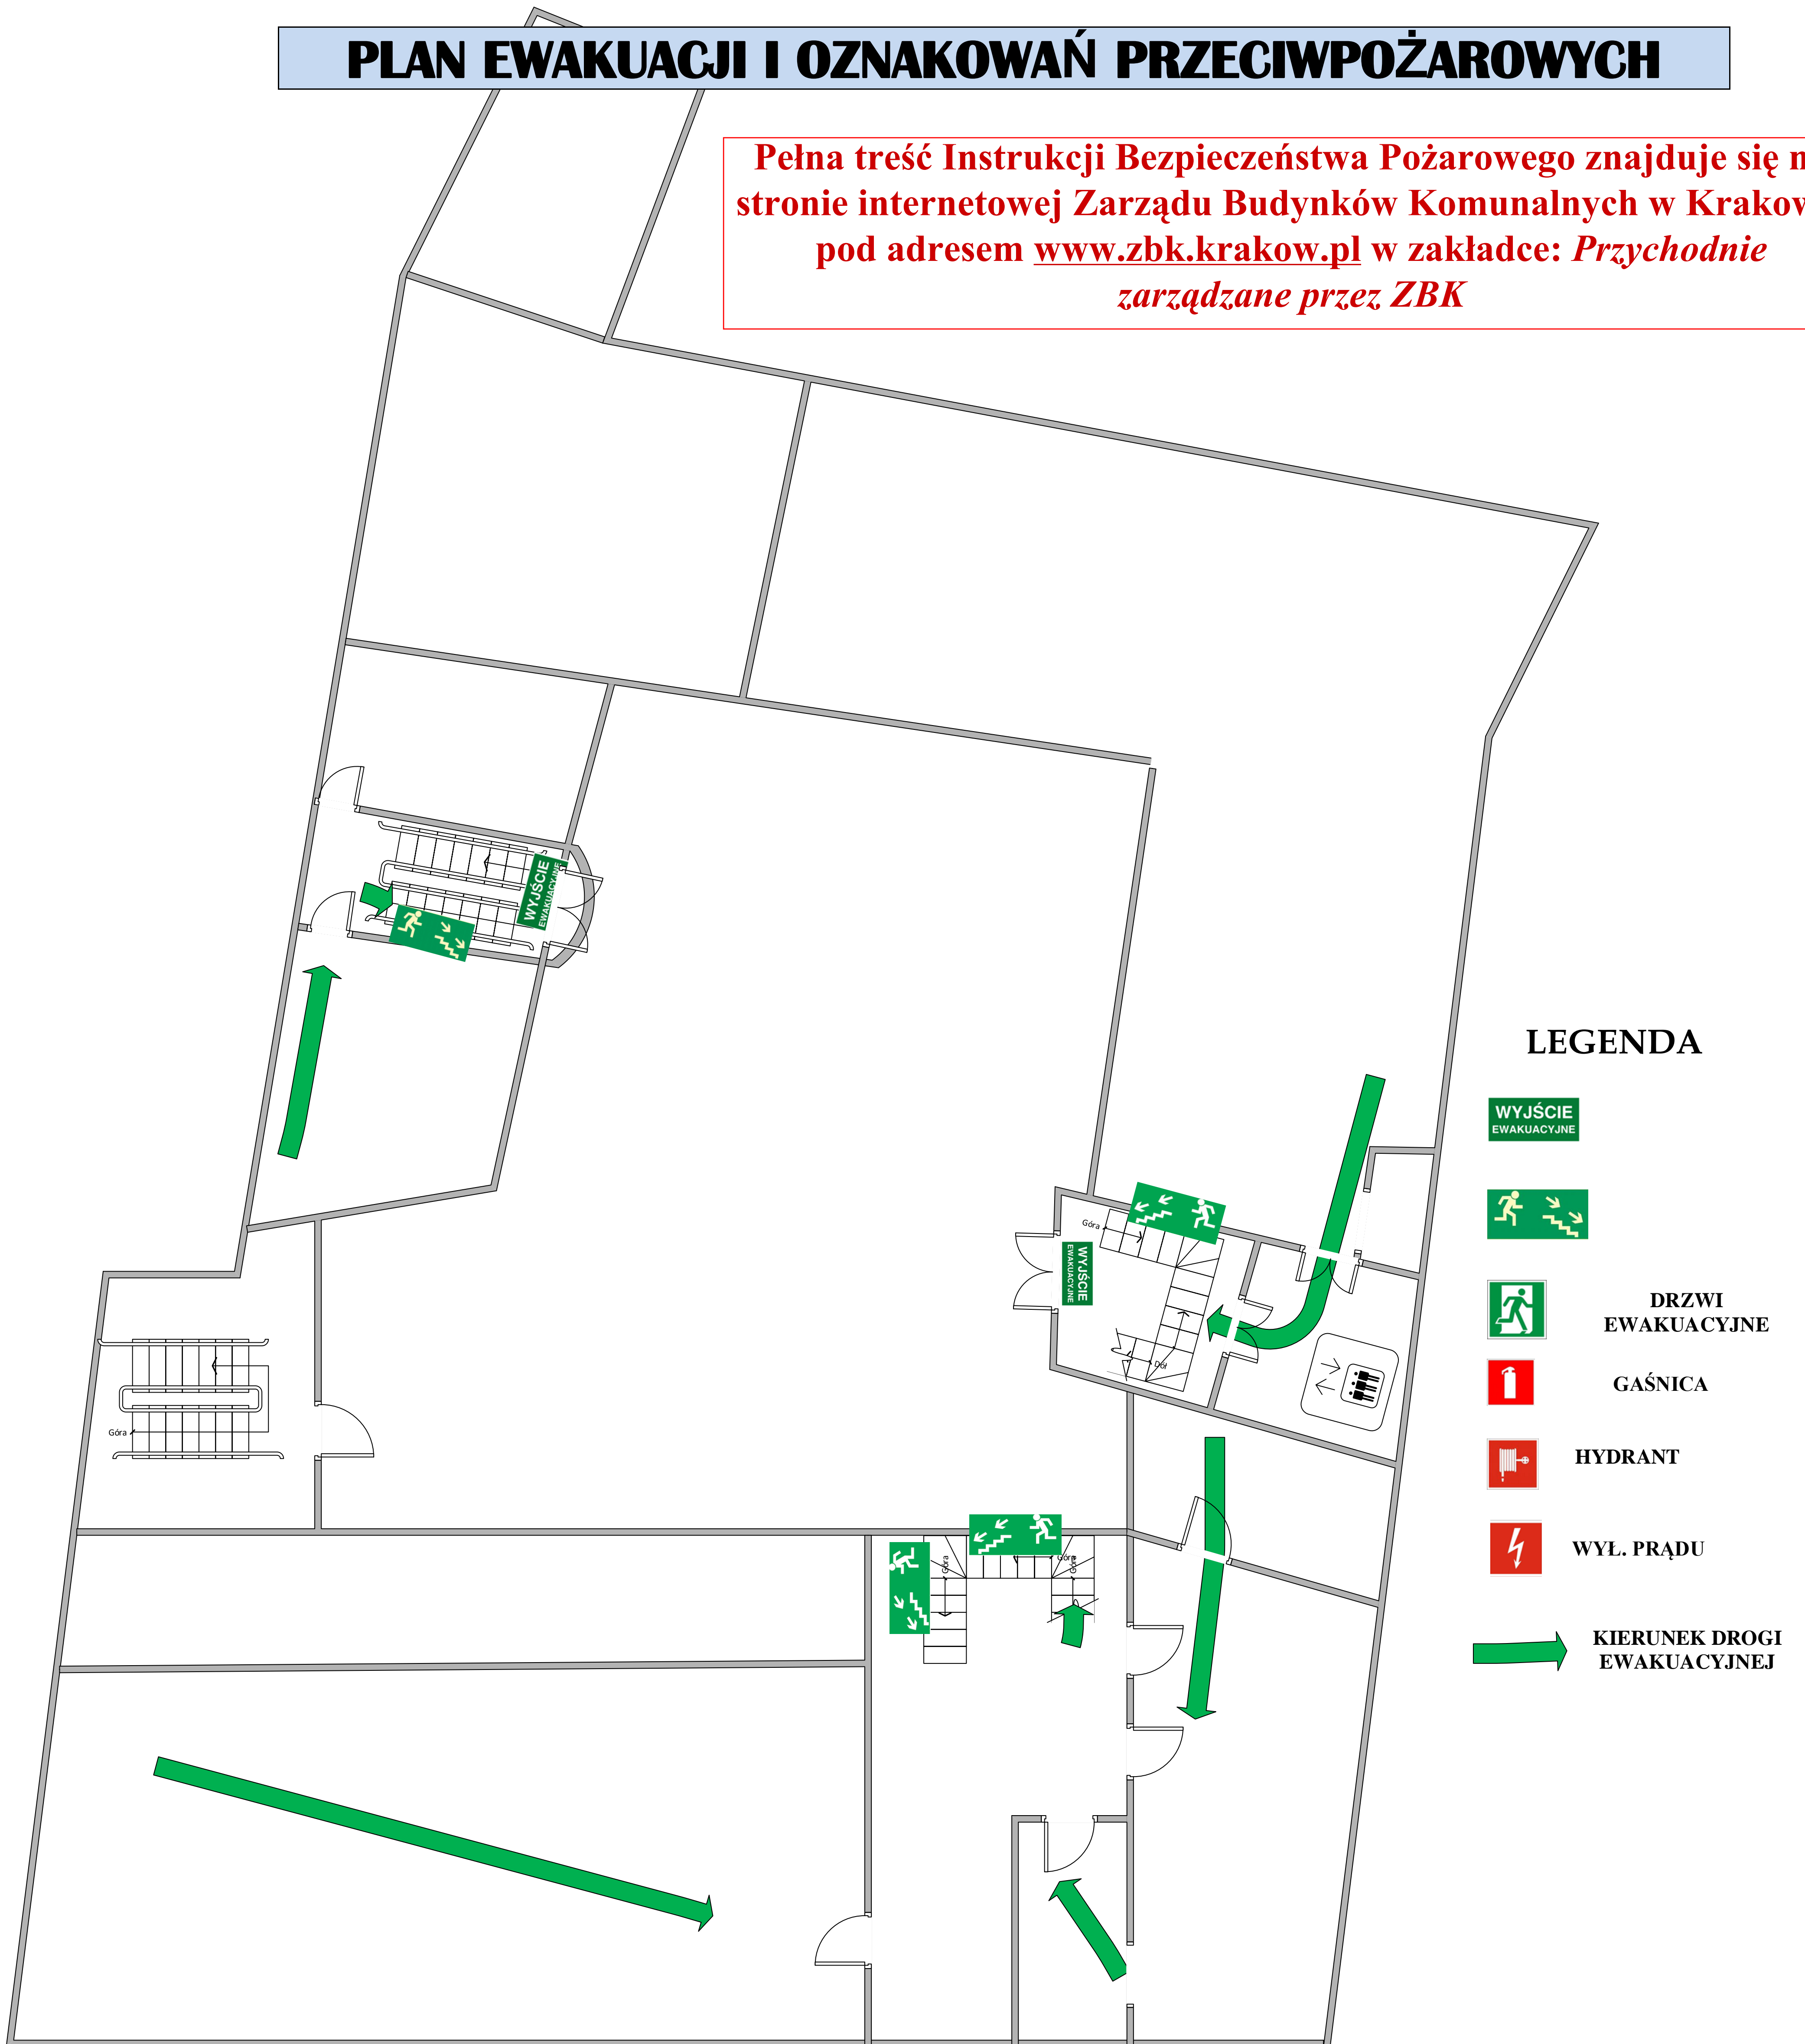 PLAN EWAKUACJI I OZNAKOWAŃ PRZECIWPOŻAROWYCH
Pełna treść Instrukcji Bezpieczeństwa Pożarowego znajduje się n
stronie internetowej Zarządu Budynków Komunalnych w Krakow
pod adresem www.zbk.krakow.pl w zakładce: Przychodnie
zarządzane przez ZBK
WYJŚCIE
EWAKUACYJNE
LEGENDA
WYJŚCIE
EWAKUACYJNE
Góra
WYJŚCIE
EWAKUACYJNE
Dół
DRZWI
EWAKUACYJNE
GAŚNICA
Góra
HYDRANT
WYŁ. PRĄDU
Góra
Góra
Góra
KIERUNEK DROGI
EWAKUACYJNEJ